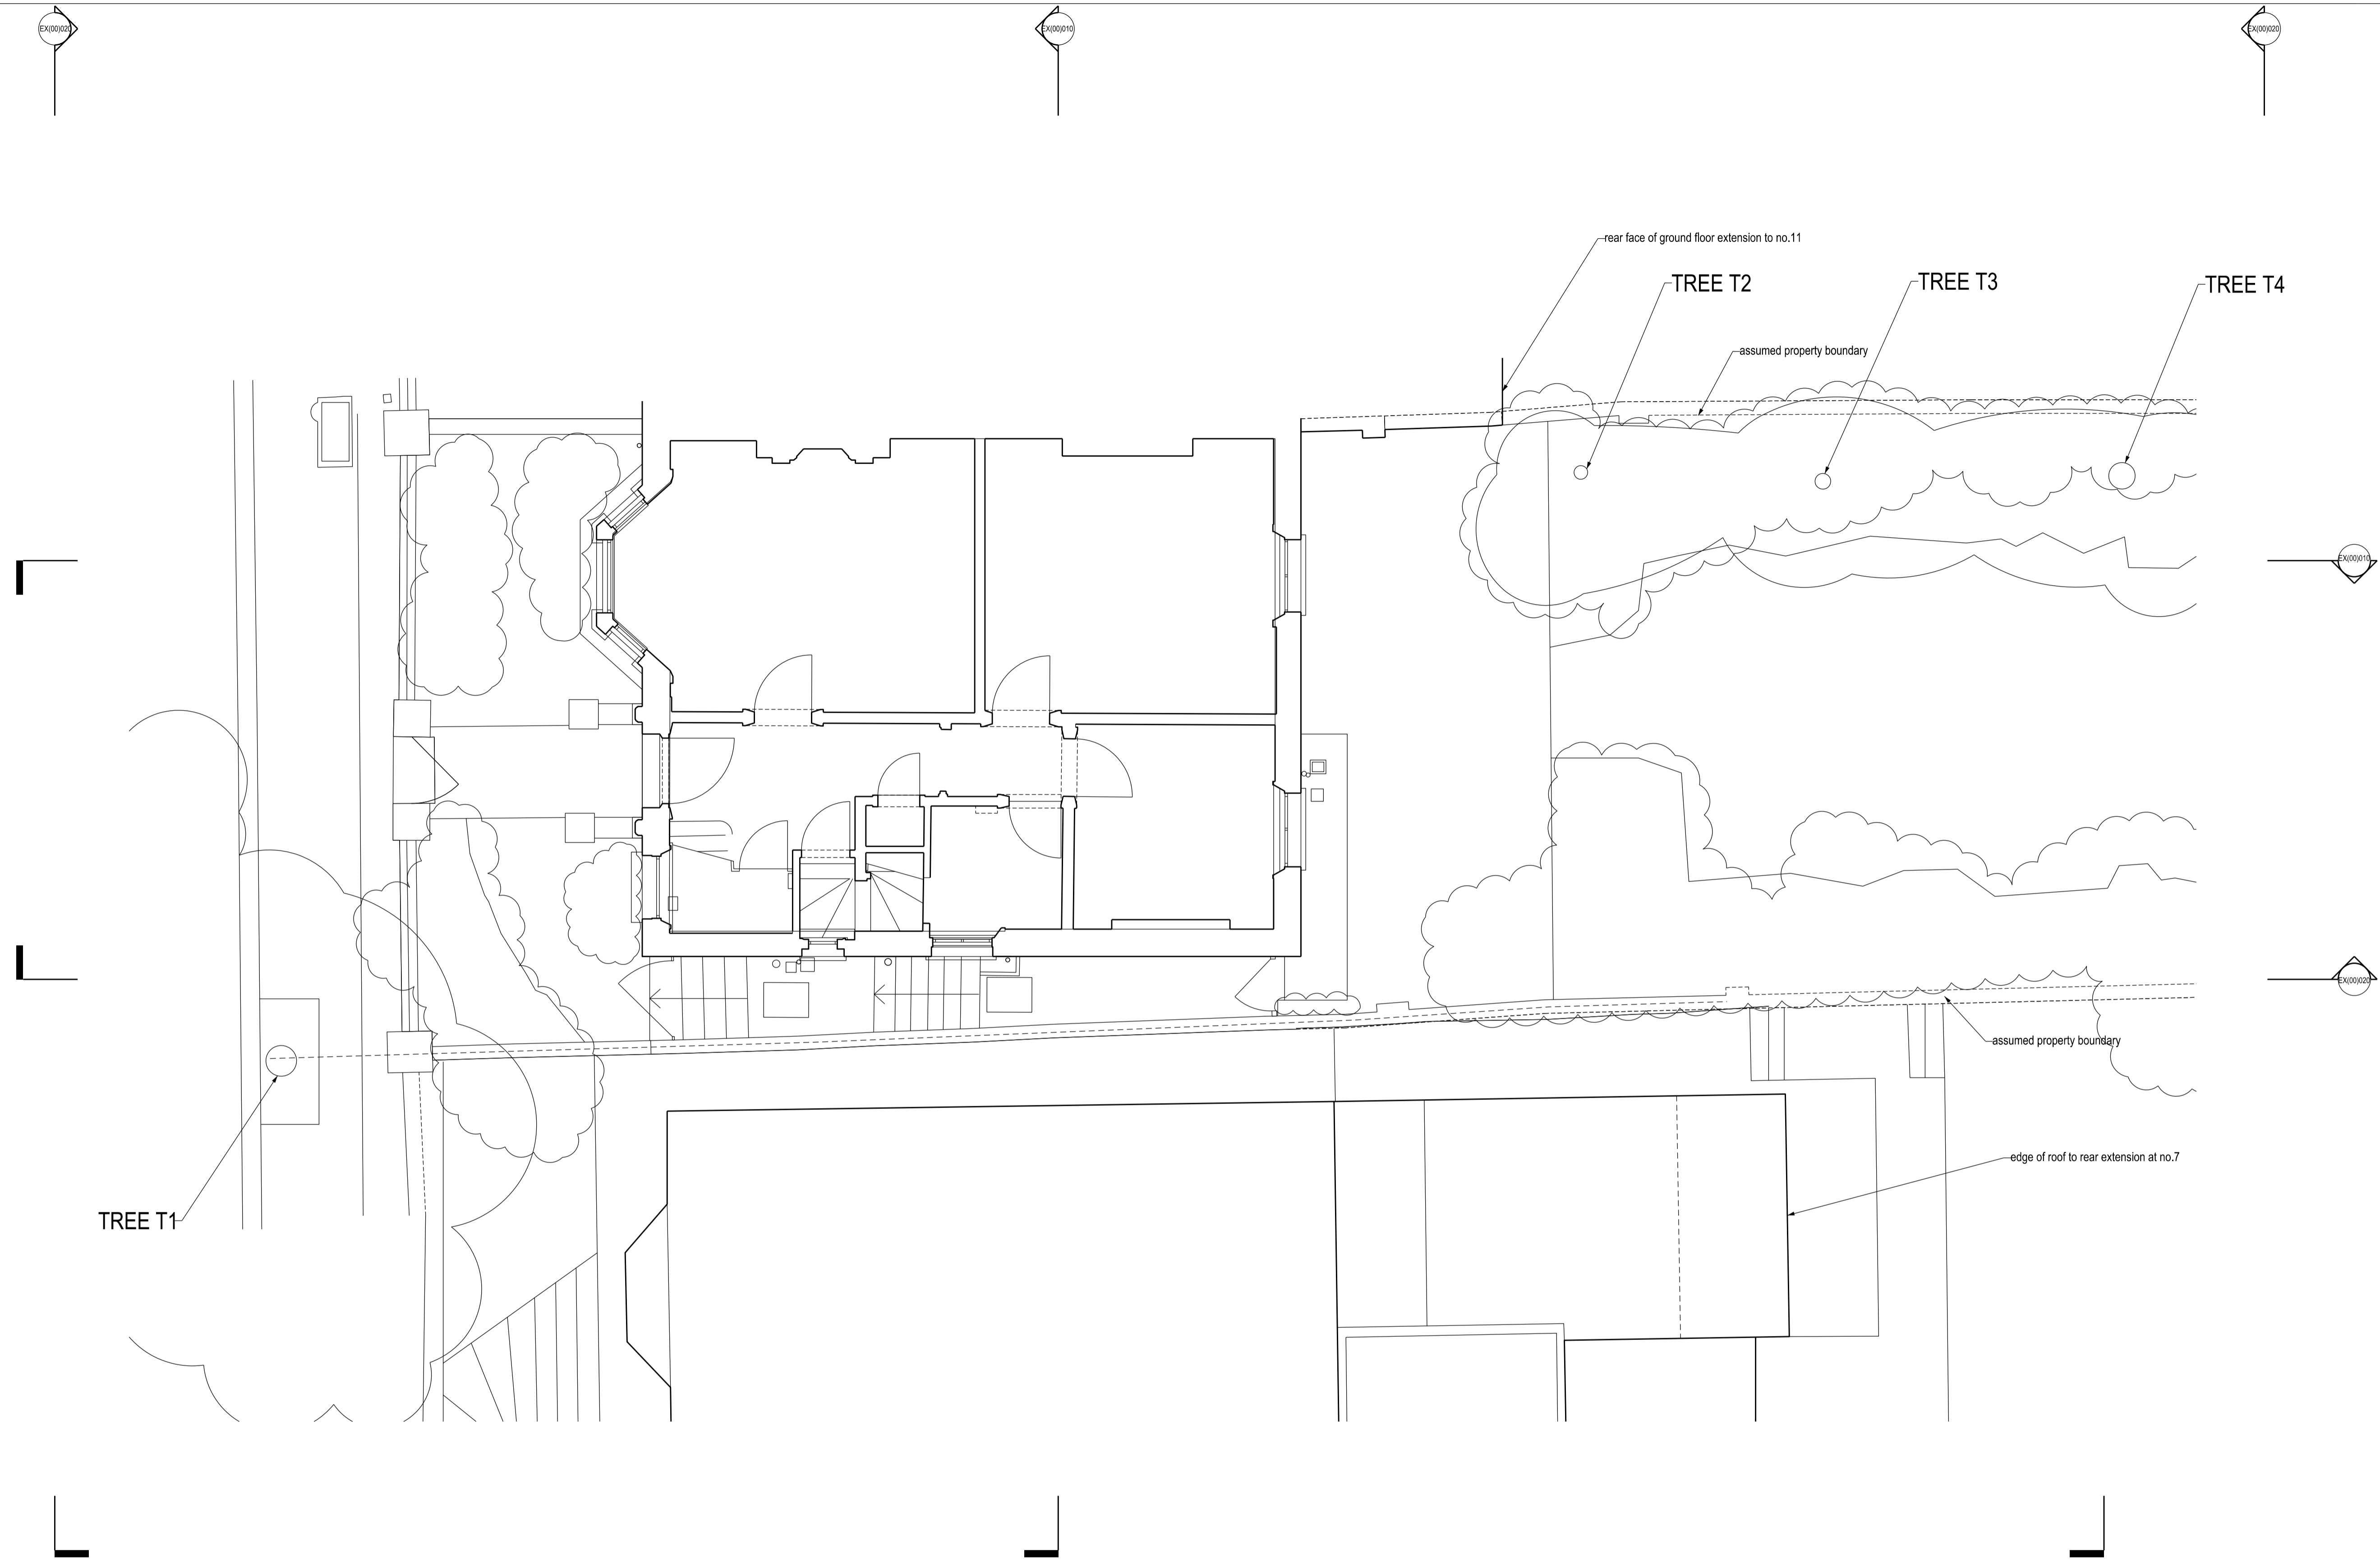 EX(00)020
EX(00)010
EX(00)020
rear face of ground floor extension to no.11
TREE T2
TREE T3
TREE T4
assumed property boundary
EX(00)010
EX(00)020
assumed property boundary
edge of roof to rear extension at no.7
TREE T1